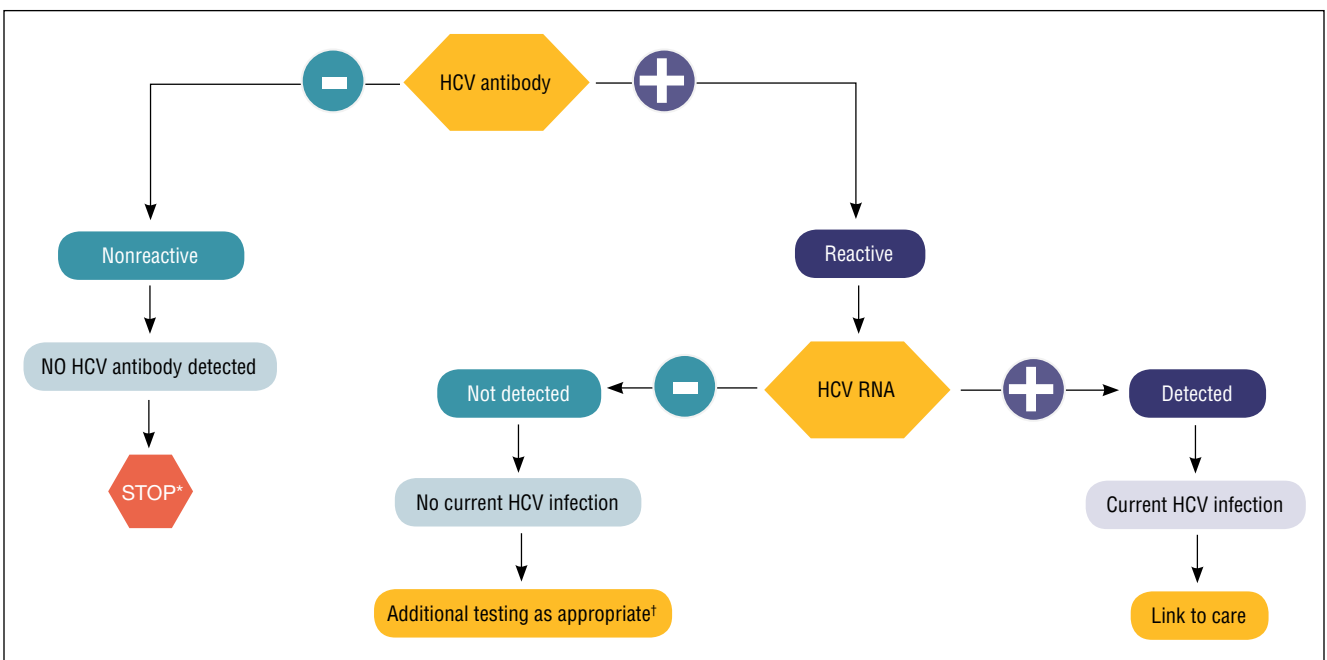 HCV antibody
Nonreactive
Reactive
NO HCV antibody detected
Not detected
HCV RNA
Detected
STOP*
No current HCV infection
Current HCV infection
Additional testing as appropriate†
Link to care